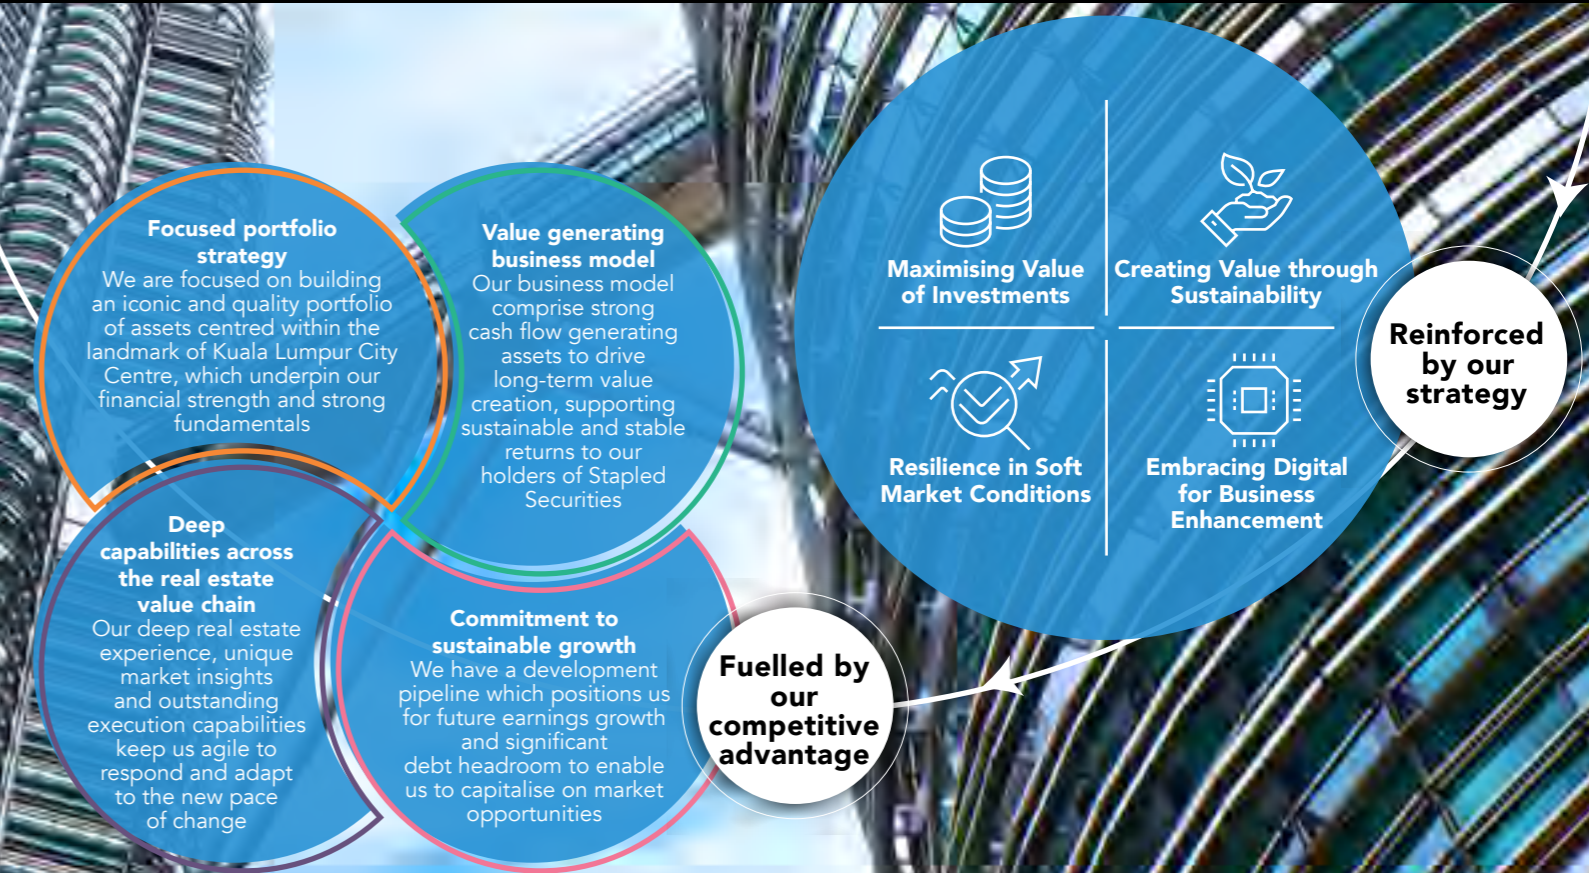 Focused portfolio
strategy
We are focused on building
an iconic and quality portfolio
of assets centred within the
landmark of Kuala Lumpur City
Centre, which underpin our
financial strength and strong
fundamentals
Value generating
business model
Our business model
comprise strong
cash flow generating
assets to drive
long-term value
creation, supporting
sustainable and stable
returns to our
holders of Stapled
Securities
Deep
capabilities across
the real estate
value chain
Our deep real estate
experience, unique
market insights
and outstanding
execution capabilities
keep us agile to
respond and adapt
to the new pace
of change
Commitment to
sustainable growth
We have a development
pipeline which positions us
for future earnings growth
and significant
debt headroom to enable
us to capitalise on market
opportunities
Fuelled by
our
competitive
advantage
Maximising Value
of Investments
Creating Value through
Sustainability
Resilience in Soft
Market Conditions
Embracing Digital
for Business
Enhancement
Reinforced
by our
strategy